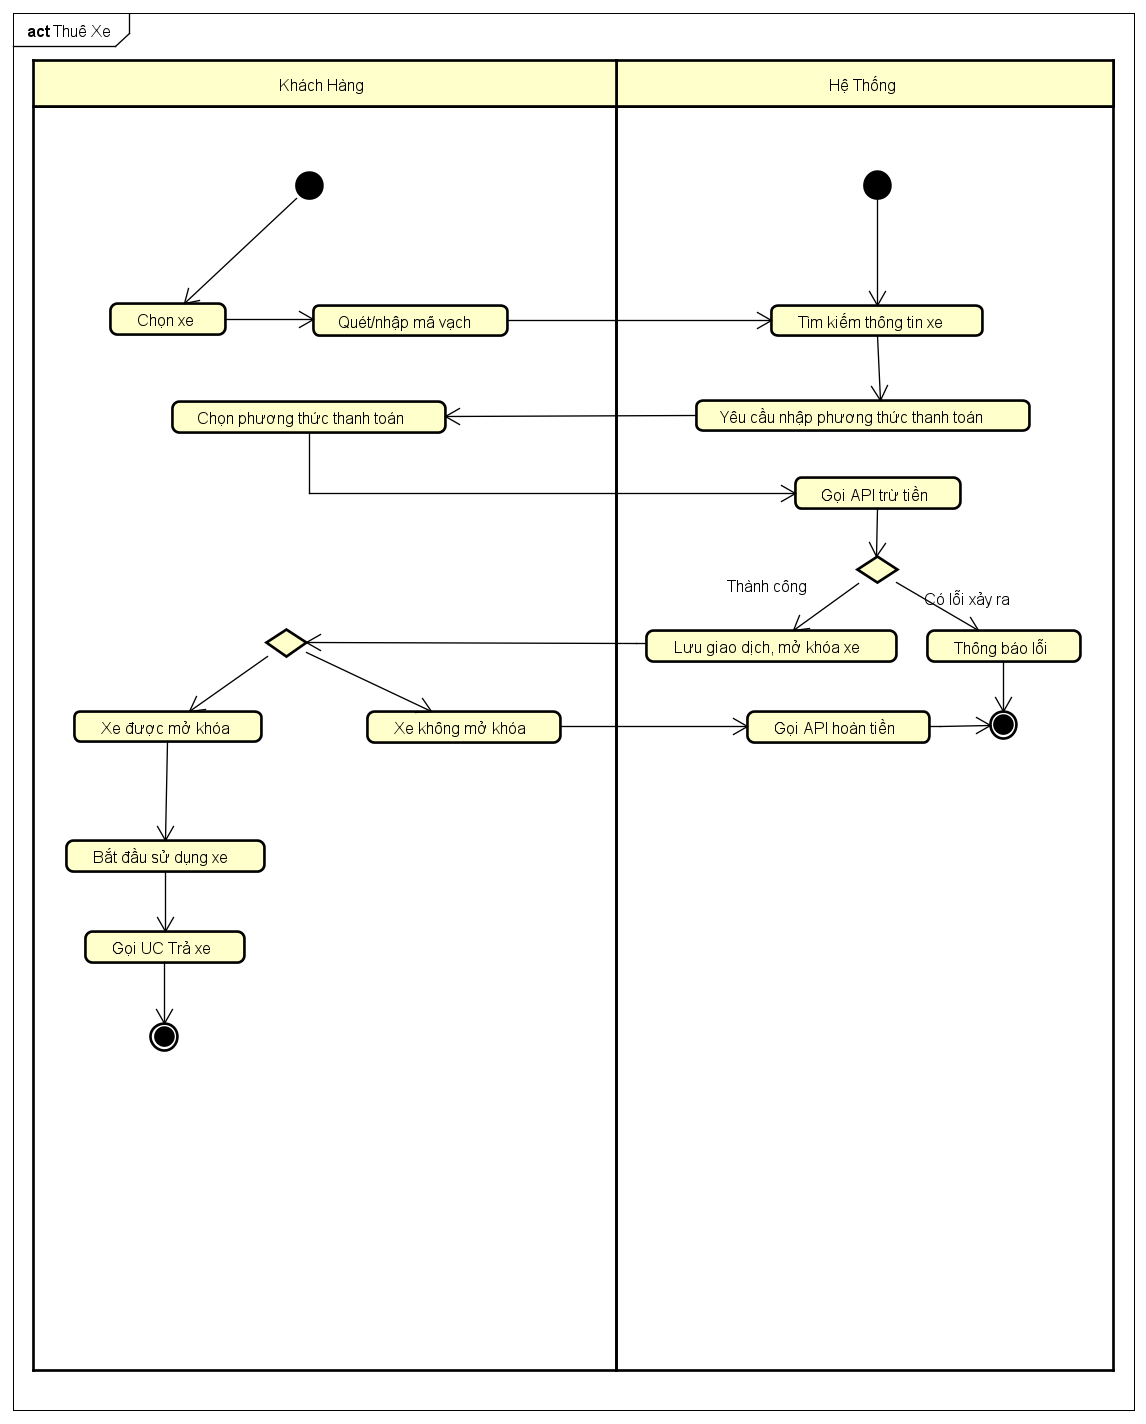 act Thuê Xe
Khách Hàng
Hệ Thống
Chọn xe
Quét/nhập mã vạch
Tìm kiếm thông tin xe
Chọn phương thức thanh toán
Yêu cầu nhập phương thức thanh toán
Gọi API trừ tiền
Thành công
Có lỗi xảy ra
Lưu giao dịch, mở khóa xe
Thông báo lỗi
Xe được mở khóa
Xe không mở khóa
Gọi API hoàn tiền
Bắt đầu sử dụng xe
Gọi UC Trả xe